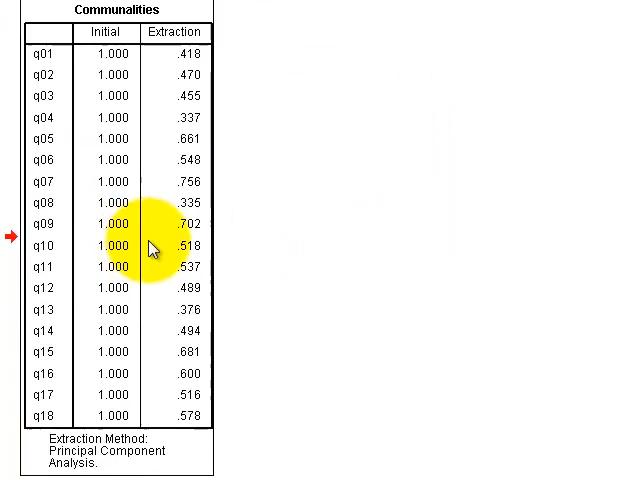 Communalities
Initial Extraction
q01 1.000 .418
q02 1.000 .470
q03 1.000 .455
q04 1.000 .337
q05 1.000 .661
q06 1.000 .548
q07 1.000 .756
q08 1.000 .335
q09 1.000 .702
q10 1.000 .518
q11 1.000 .537
q12 1.000 .489
q13 1.000 .376
q14 1.000 .494
q15 1.000 .681
q16 1.000 .600
q17 1.000 .516
q18 1.000 .578
Extraction Method:
Principal Component
Analysis.